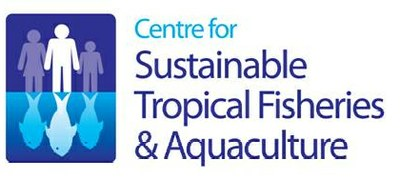 Centre for
Sustainable
Tropical Fisheries
& Aquaculture